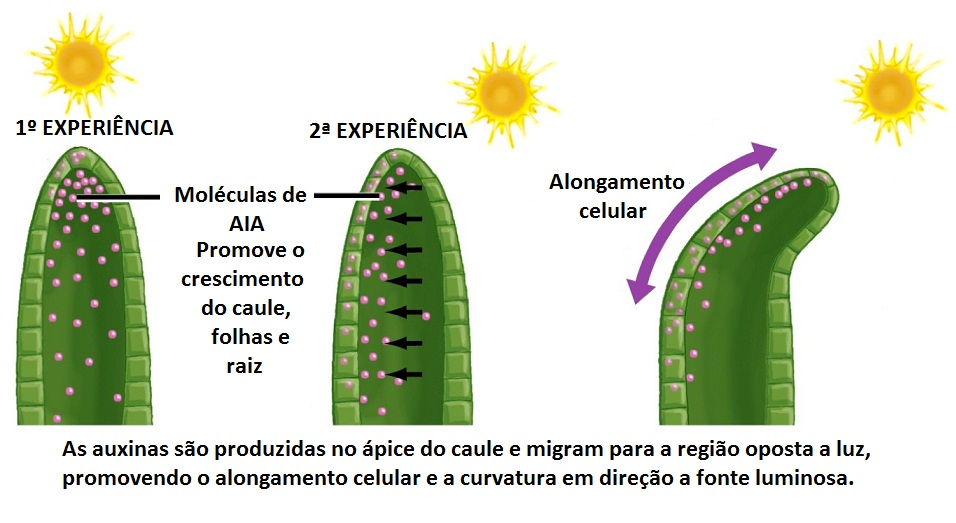 1º EXPERIÊNCIA
2ª EXPERIÊNCIA
Moléculas de
AIA
Promove o
crescimento
do caule,
folhas e
raiz
Alongamento
celular
As auxinas são produzidas no ápice do caule e migram para a região oposta a luz,
promovendo o alongamento celular e a curvatura em direção a fonte luminosa.